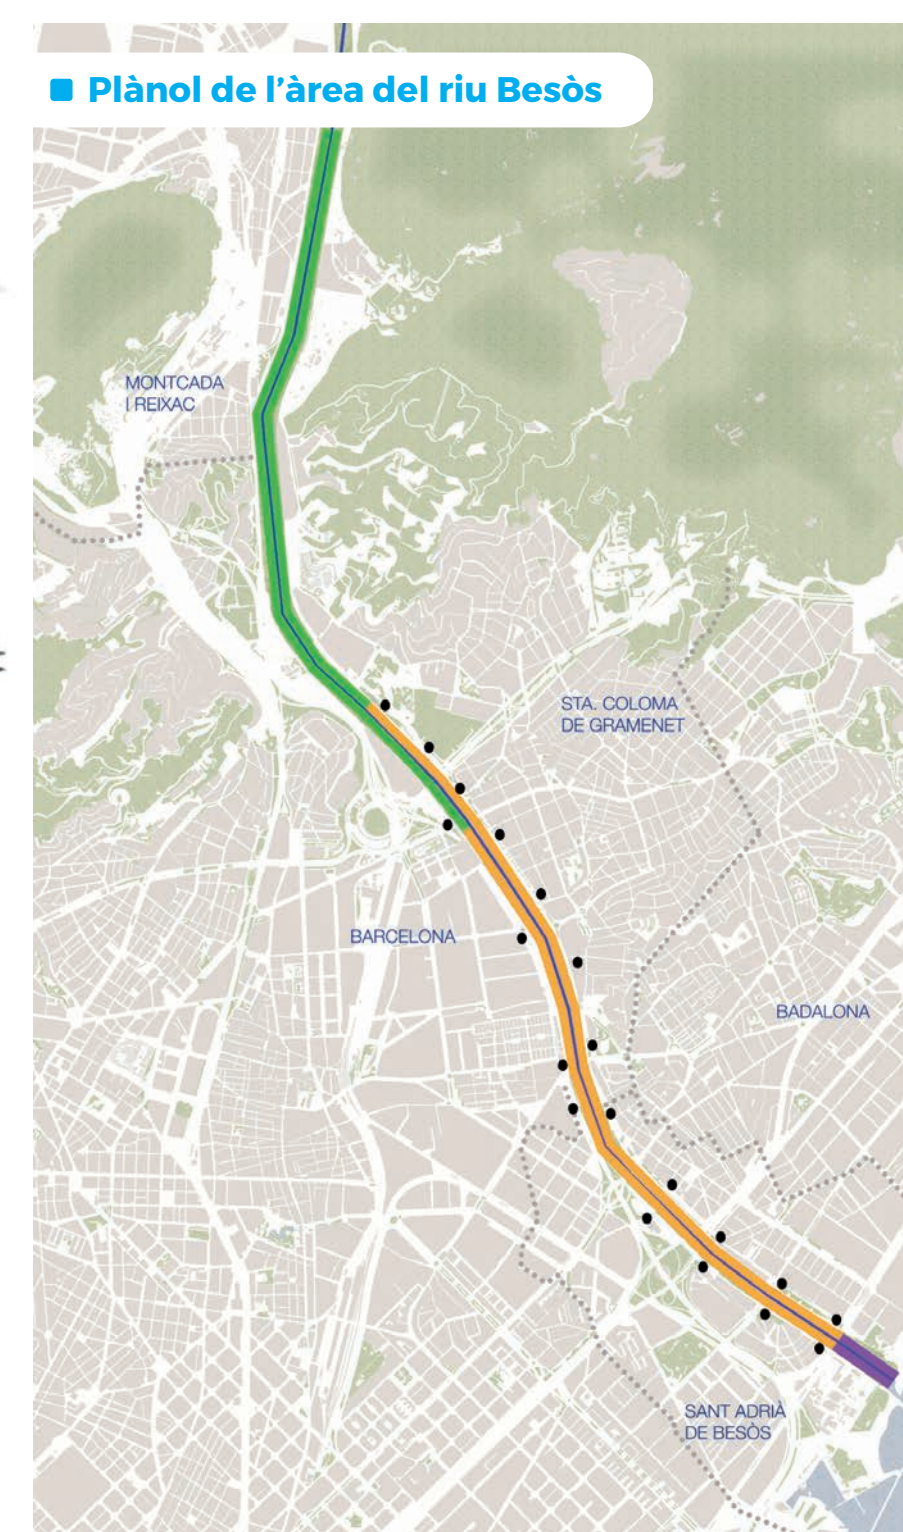 Plànol de l’àrea del riu Besòs
MONTCADA
I REIXAC
STA. COLOMA
DE GRAMENET
BARCELONA
BADALONA
SANT ADRIÀ
DE BESÒS